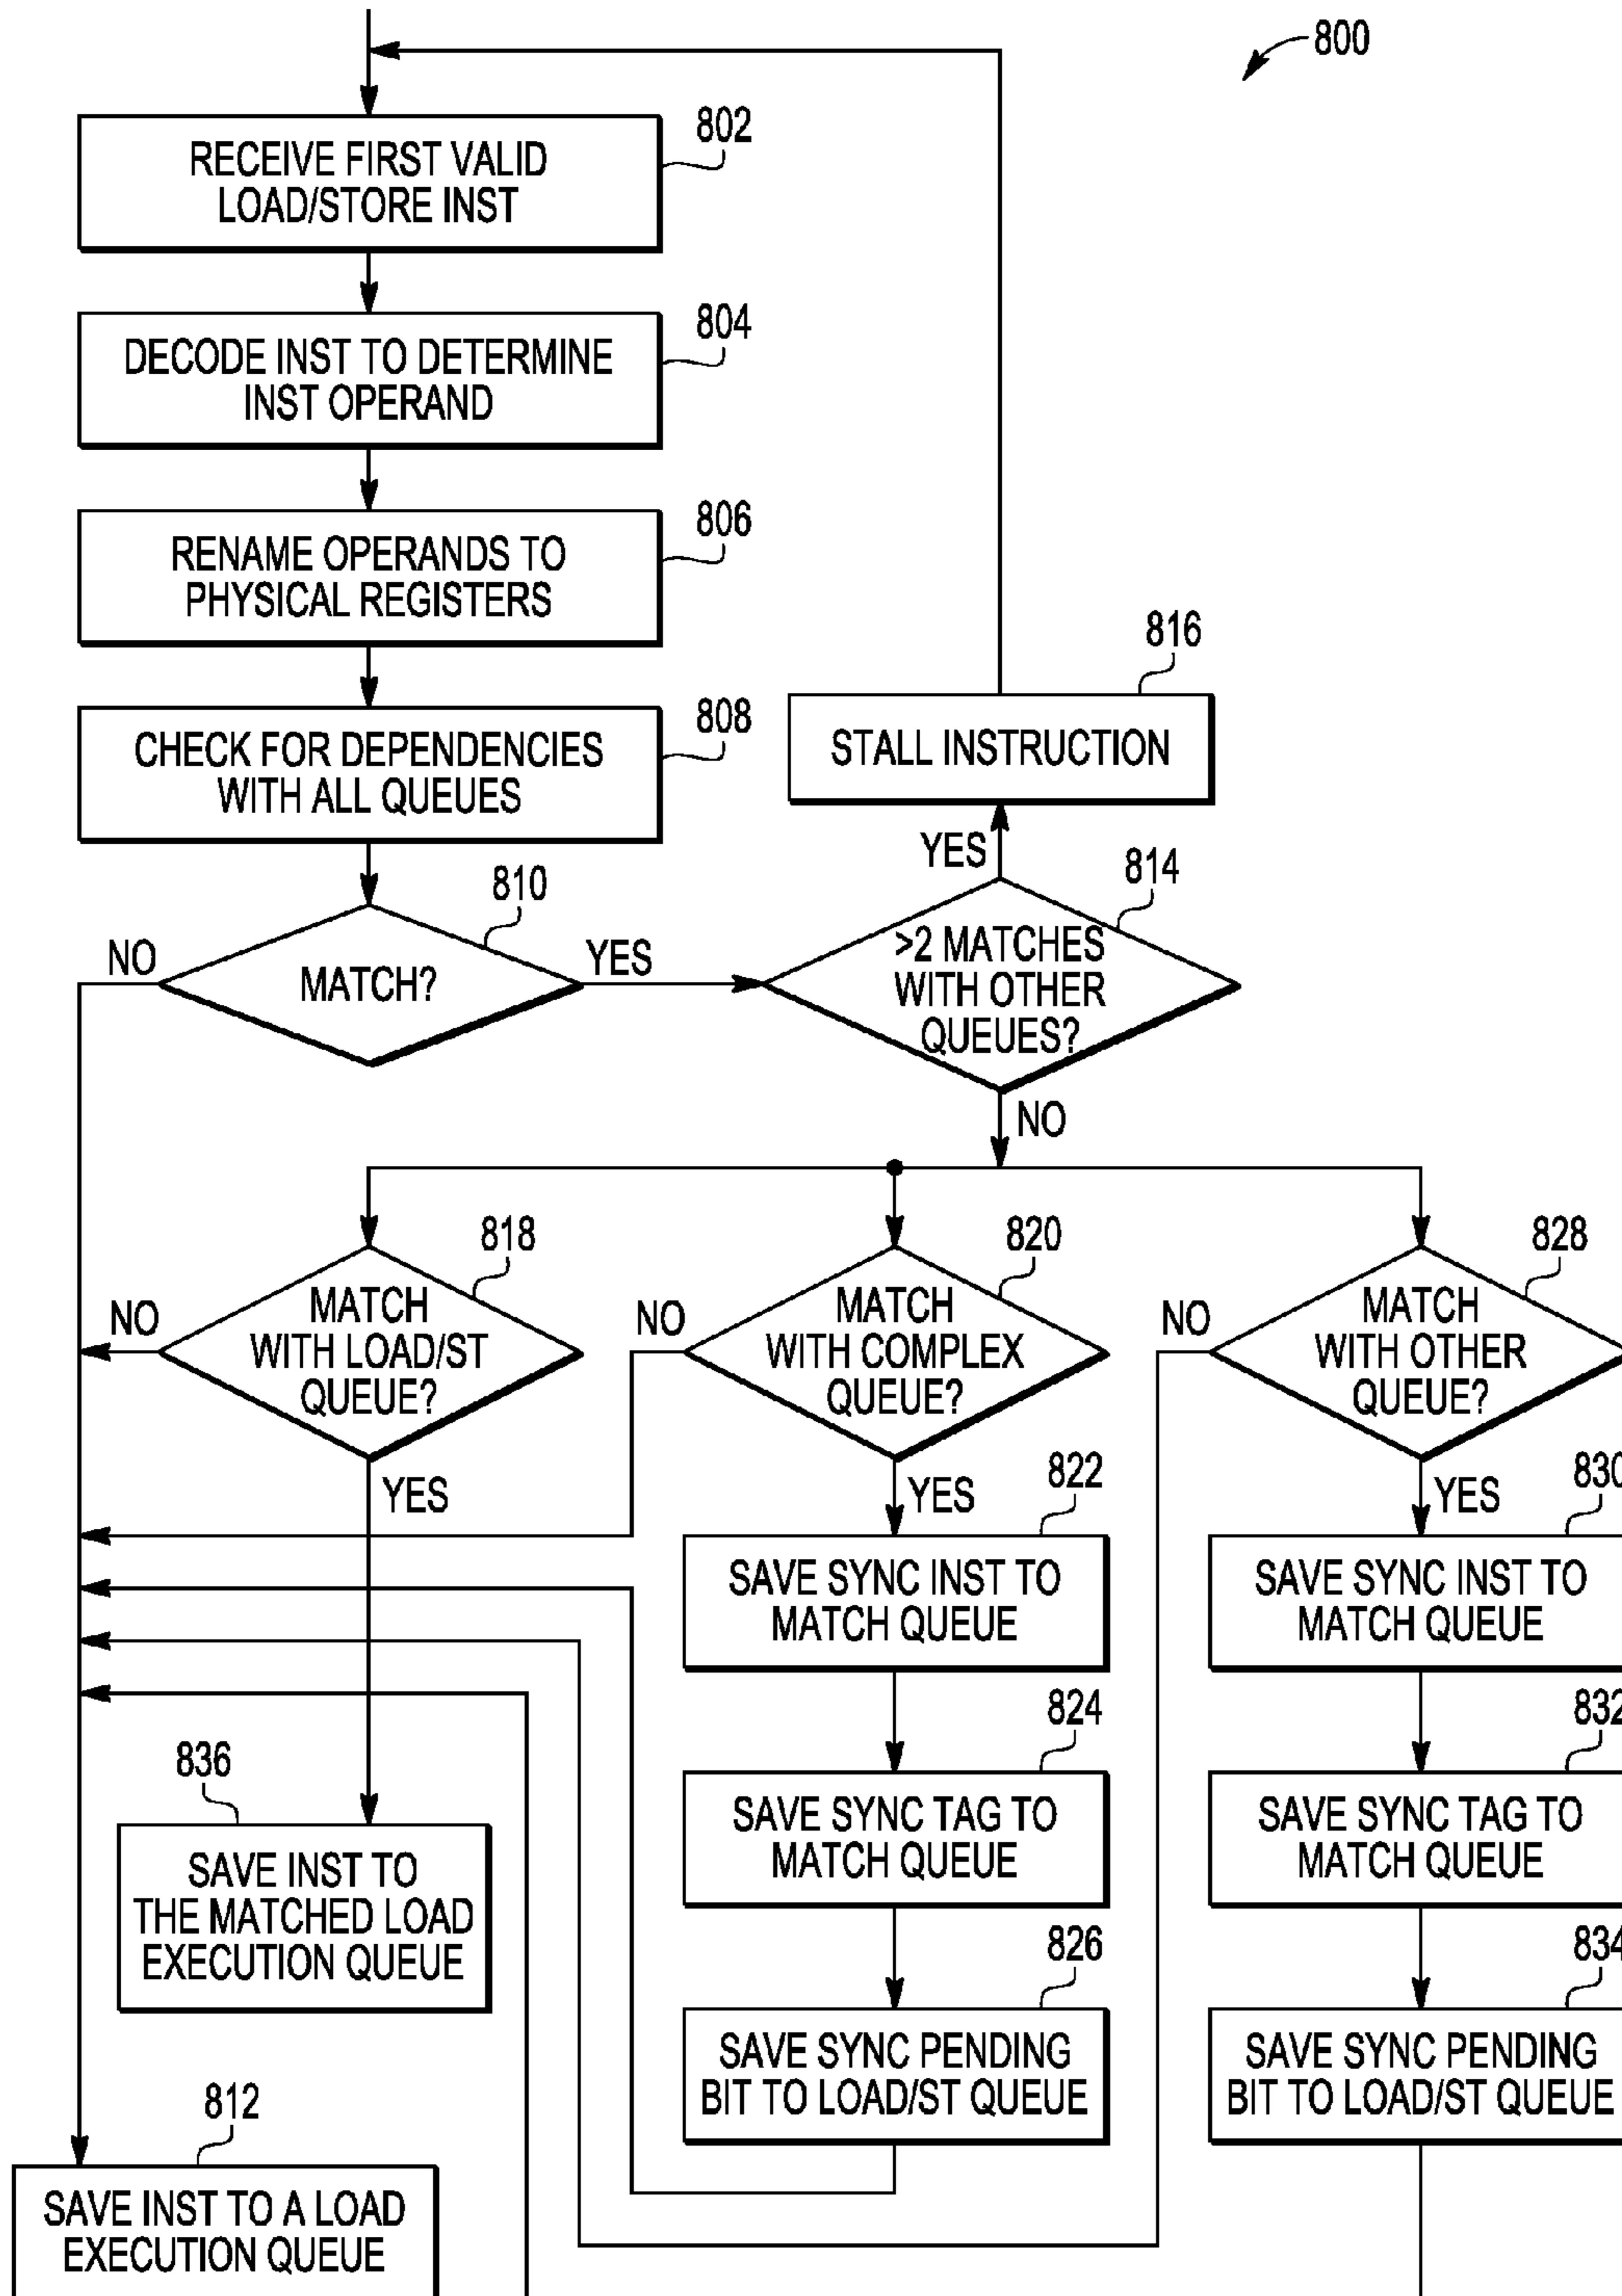 800
802
RECEIVE FIRST VALID
LOAD/STORE INST
804
DECODE INST TO DETERMINE
INST OPERAND
806
RENAME OPERANDS TO
PHYSICAL REGISTERS
808
CHECK FOR DEPENDENCIES
WITH ALL QUEUES
816
STALL INSTRUCTION
YES
810
NO
MATCH?
YES
814
>2 MATCHES
WITH OTHER
QUEUES?
NO
818
NO
MATCH
WITH LOAD/ST
QUEUE?
YES
820
NO
MATCH
WITH COMPLEX
QUEUE?
YES
828
NO
MATCH
WITH OTHER
QUEUE?
YES
822
SAVE SYNC INST TO
MATCH QUEUE
830
SAVE SYNC INST TO
MATCH QUEUE
824
SAVE SYNC TAG TO
MATCH QUEUE
832
SAVE SYNC TAG TO
MATCH QUEUE
836
SAVE INST TO
THE MATCHED LOAD
EXECUTION QUEUE
826
SAVE SYNC PENDING
BIT TO LOAD/ST QUEUE
834
SAVE SYNC PENDING
BIT TO LOAD/ST QUEUE
812
SAVE INST TO A LOAD
EXECUTION QUEUE